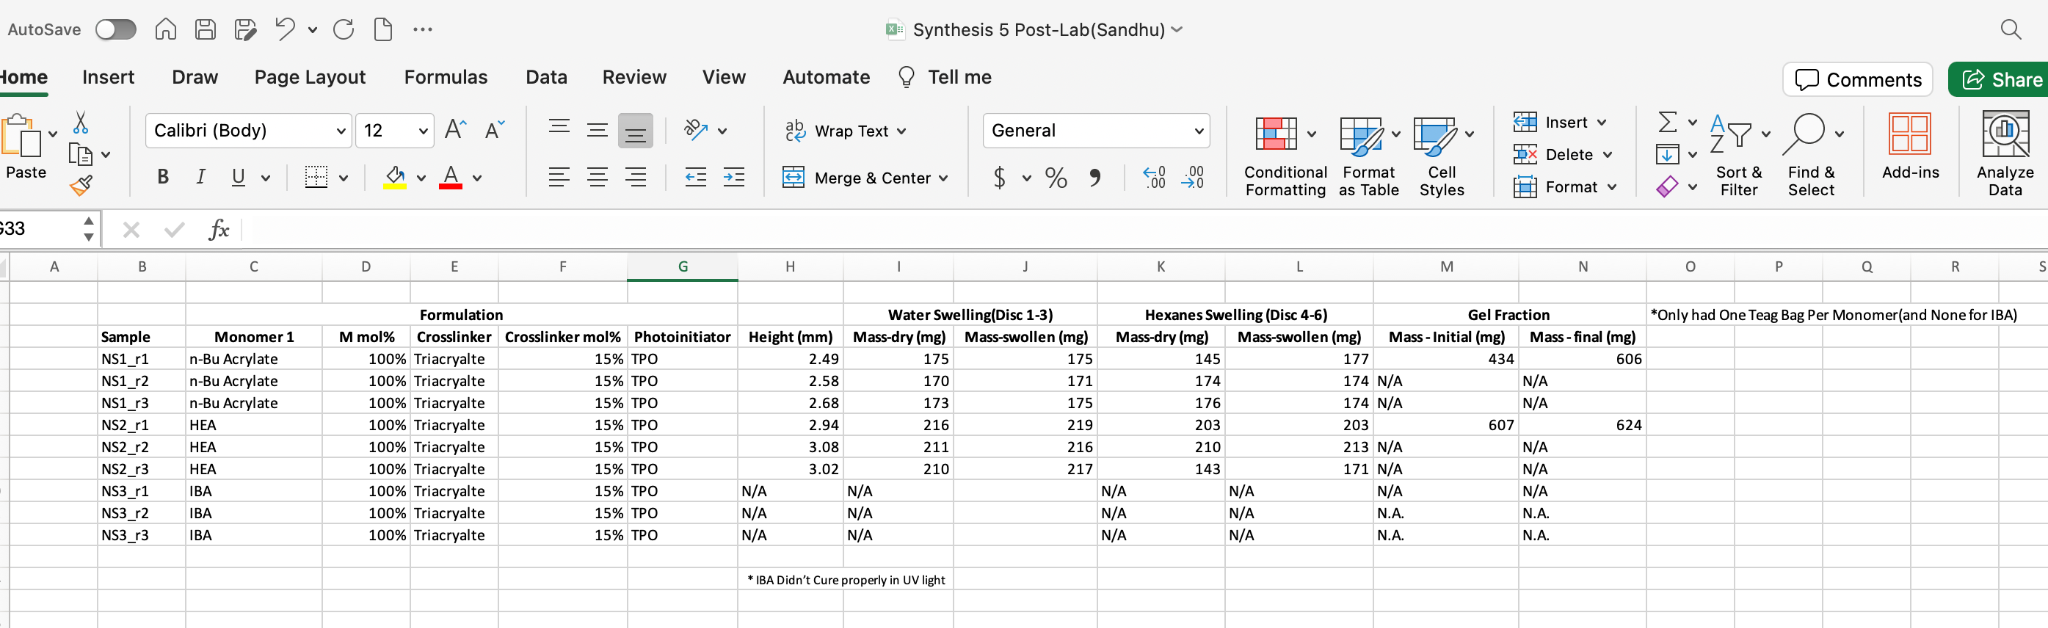 AutoSave Synthesis 5 Post-Lab(Sandhu)
Home Insert Draw Page Layout Formulas Data Review View Automate Tell me Comments Share
Calibri (Body) 12 A A ab Wrap Text General Insert
Delete
Paste B I U A Merge & Center $ % 9 .00 .00 Conditional Formatting Format as Table Cell Styles Format Sort & Filter Find & Select Add-ins Analyze Data
G33 fx
A B C D E F G H I J K L M N O P Q R S
Formulation Water Swelling(Disc 1-3) Hexanes Swelling (Disc 4-6) Gel Fraction *Only had One Teag Bag Per Monomer(and None for IBA)
Sample Monomer 1 M mol% Crosslinker Crosslinker mol% Photoinitiator Height (mm) Mass-dry (mg) Mass-swollen (mg) Mass-dry (mg) Mass-swollen (mg) Mass - Initial (mg) Mass - final (mg)
NS1_r1 n-Bu Acrylate 100% Triacryalte 15% TPO 2.49 175 175 145 177 434 606
NS1_r2 n-Bu Acrylate 100% Triacryalte 15% TPO 2.58 170 171 174 174 N/A N/A
NS1_r3 n-Bu Acrylate 100% Triacryalte 15% TPO 2.68 173 175 176 174 N/A N/A
NS2_r1 HEA 100% Triacryalte 15% TPO 2.94 216 219 203 203 607 624
NS2_r2 HEA 100% Triacryalte 15% TPO 3.08 211 216 210 213 N/A N/A
NS2_r3 HEA 100% Triacryalte 15% TPO 3.02 210 217 143 171 N/A N/A
NS3_r1 IBA 100% Triacryalte 15% TPO N/A N/A N/A N/A N/A N/A
NS3_r2 IBA 100% Triacryalte 15% TPO N/A N/A N/A N/A N.A. N.A.
NS3_r3 IBA 100% Triacryalte 15% TPO N/A N/A N/A N/A N.A. N.A.
* IBA Didn't Cure properly in UV light